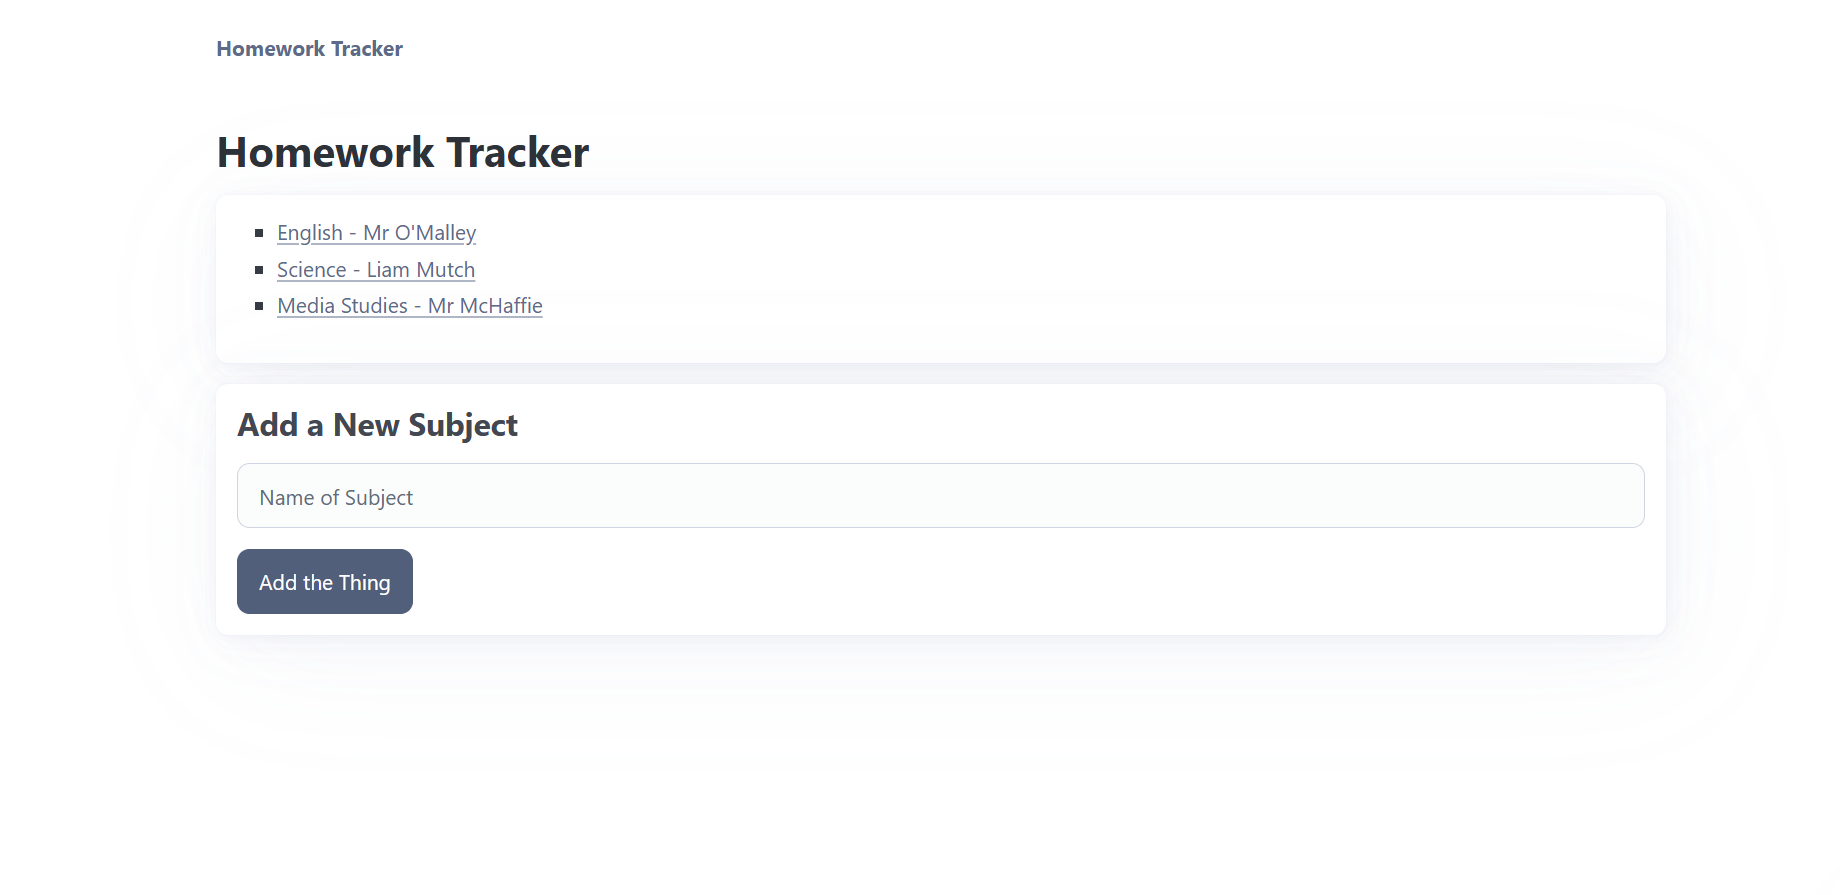 Homework Tracker
Homework Tracker
English - Mr O'Malley
Science - Liam Mutch
Media Studies - Mr McHaffie
Add a New Subject
Name of Subject
Add the Thing